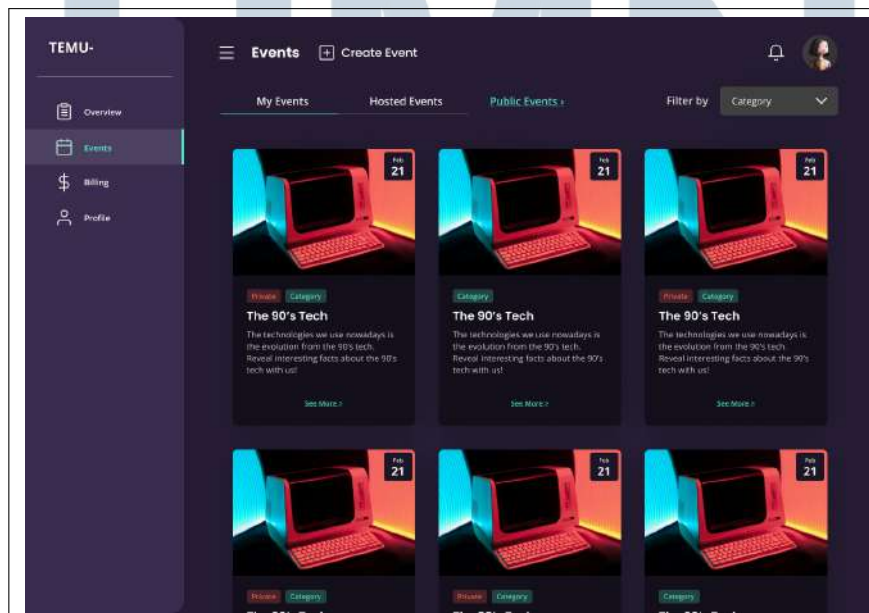 TEMU-
Overview
Events
Billing
Profile
Events
Create Event
My Events
Hosted Events
Public Events ›
Filter by
Category
Feb
21
Private
Category
The 90's Tech
The technologies we use nowadays is
the evolution from the 90's tech.
Reveal interesting facts about the 90's
tech with us!
See More >
Feb
21
Category
The 90's Tech
The technologies we use nowadays is
the evolution from the 90's tech.
Reveal interesting facts about the 90's
tech with us!
See More >
Feb
21
Private
Category
The 90's Tech
The technologies we use nowadays is
the evolution from the 90's tech.
Reveal interesting facts about the 90's
tech with us!
See More >
Feb
21
Private
Category
Feb
21
Private
Category
Feb
21
Category